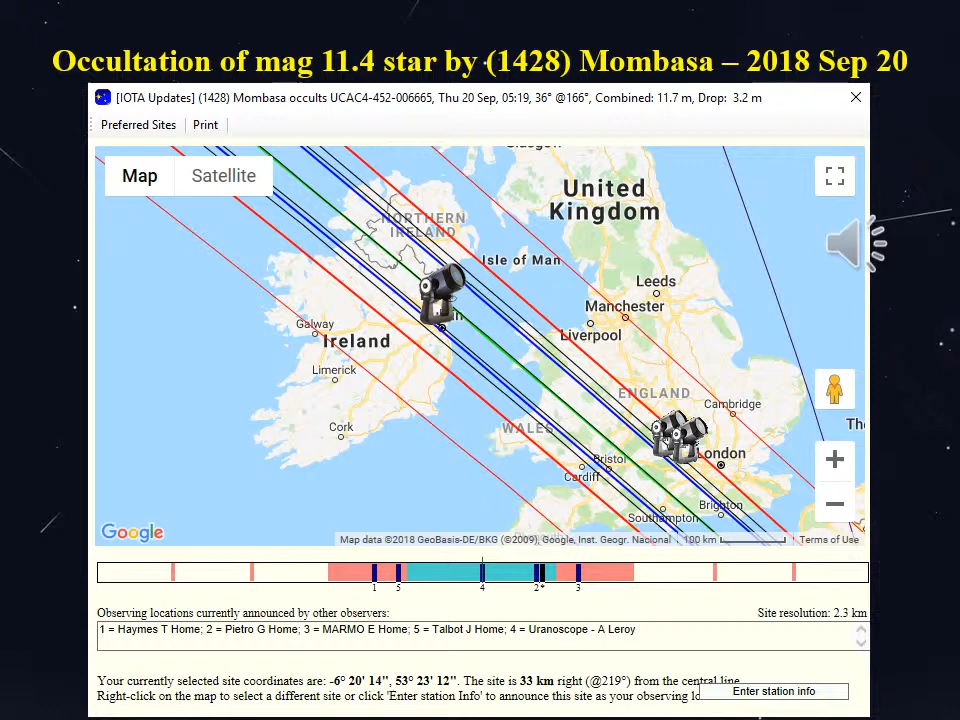 Occultation of mag 11.4 star by (1428) Mombasa – 2018 Sep 20
[IOTA Updates] (1428) Mombasa occults UCAC4-452-006665, Thu 20 Sep, 05:19, 36° @166°, Combined: 11.7 m, Drop: 3.2 m
Preferred Sites Print
Map Satellite
Glasgow
United
Kingdom
NORTHERN
IRELAND
Isle of Man
Leeds
Manchester
Liverpool
Galway
Ireland
Limerick
ENGLAND
Cambridge
Cork
WALES
The
London
Bristol
Cardiff
Brighton
Southampton
Google
Map data ©2018 GeoBasis-DE/BKG (©2009), Google, Inst. Geogr. Nacional 100 km Terms of Use
1 5 4 2* 3
Observing locations currently announced by other observers: Site resolution: 2.3 km
1 = Haymes T Home; 2 = Pietro G Home; 3 = MARMO E Home; 5 = Talbot J Home; 4 = Uranoscope - A Leroy
Your currently selected site coordinates are: -6° 20' 14", 53° 23' 12". The site is 33 km right (@219°) from the central line.
Right-click on the map to select a different site or click 'Enter station Info' to announce this site as your observing lo
Enter station info